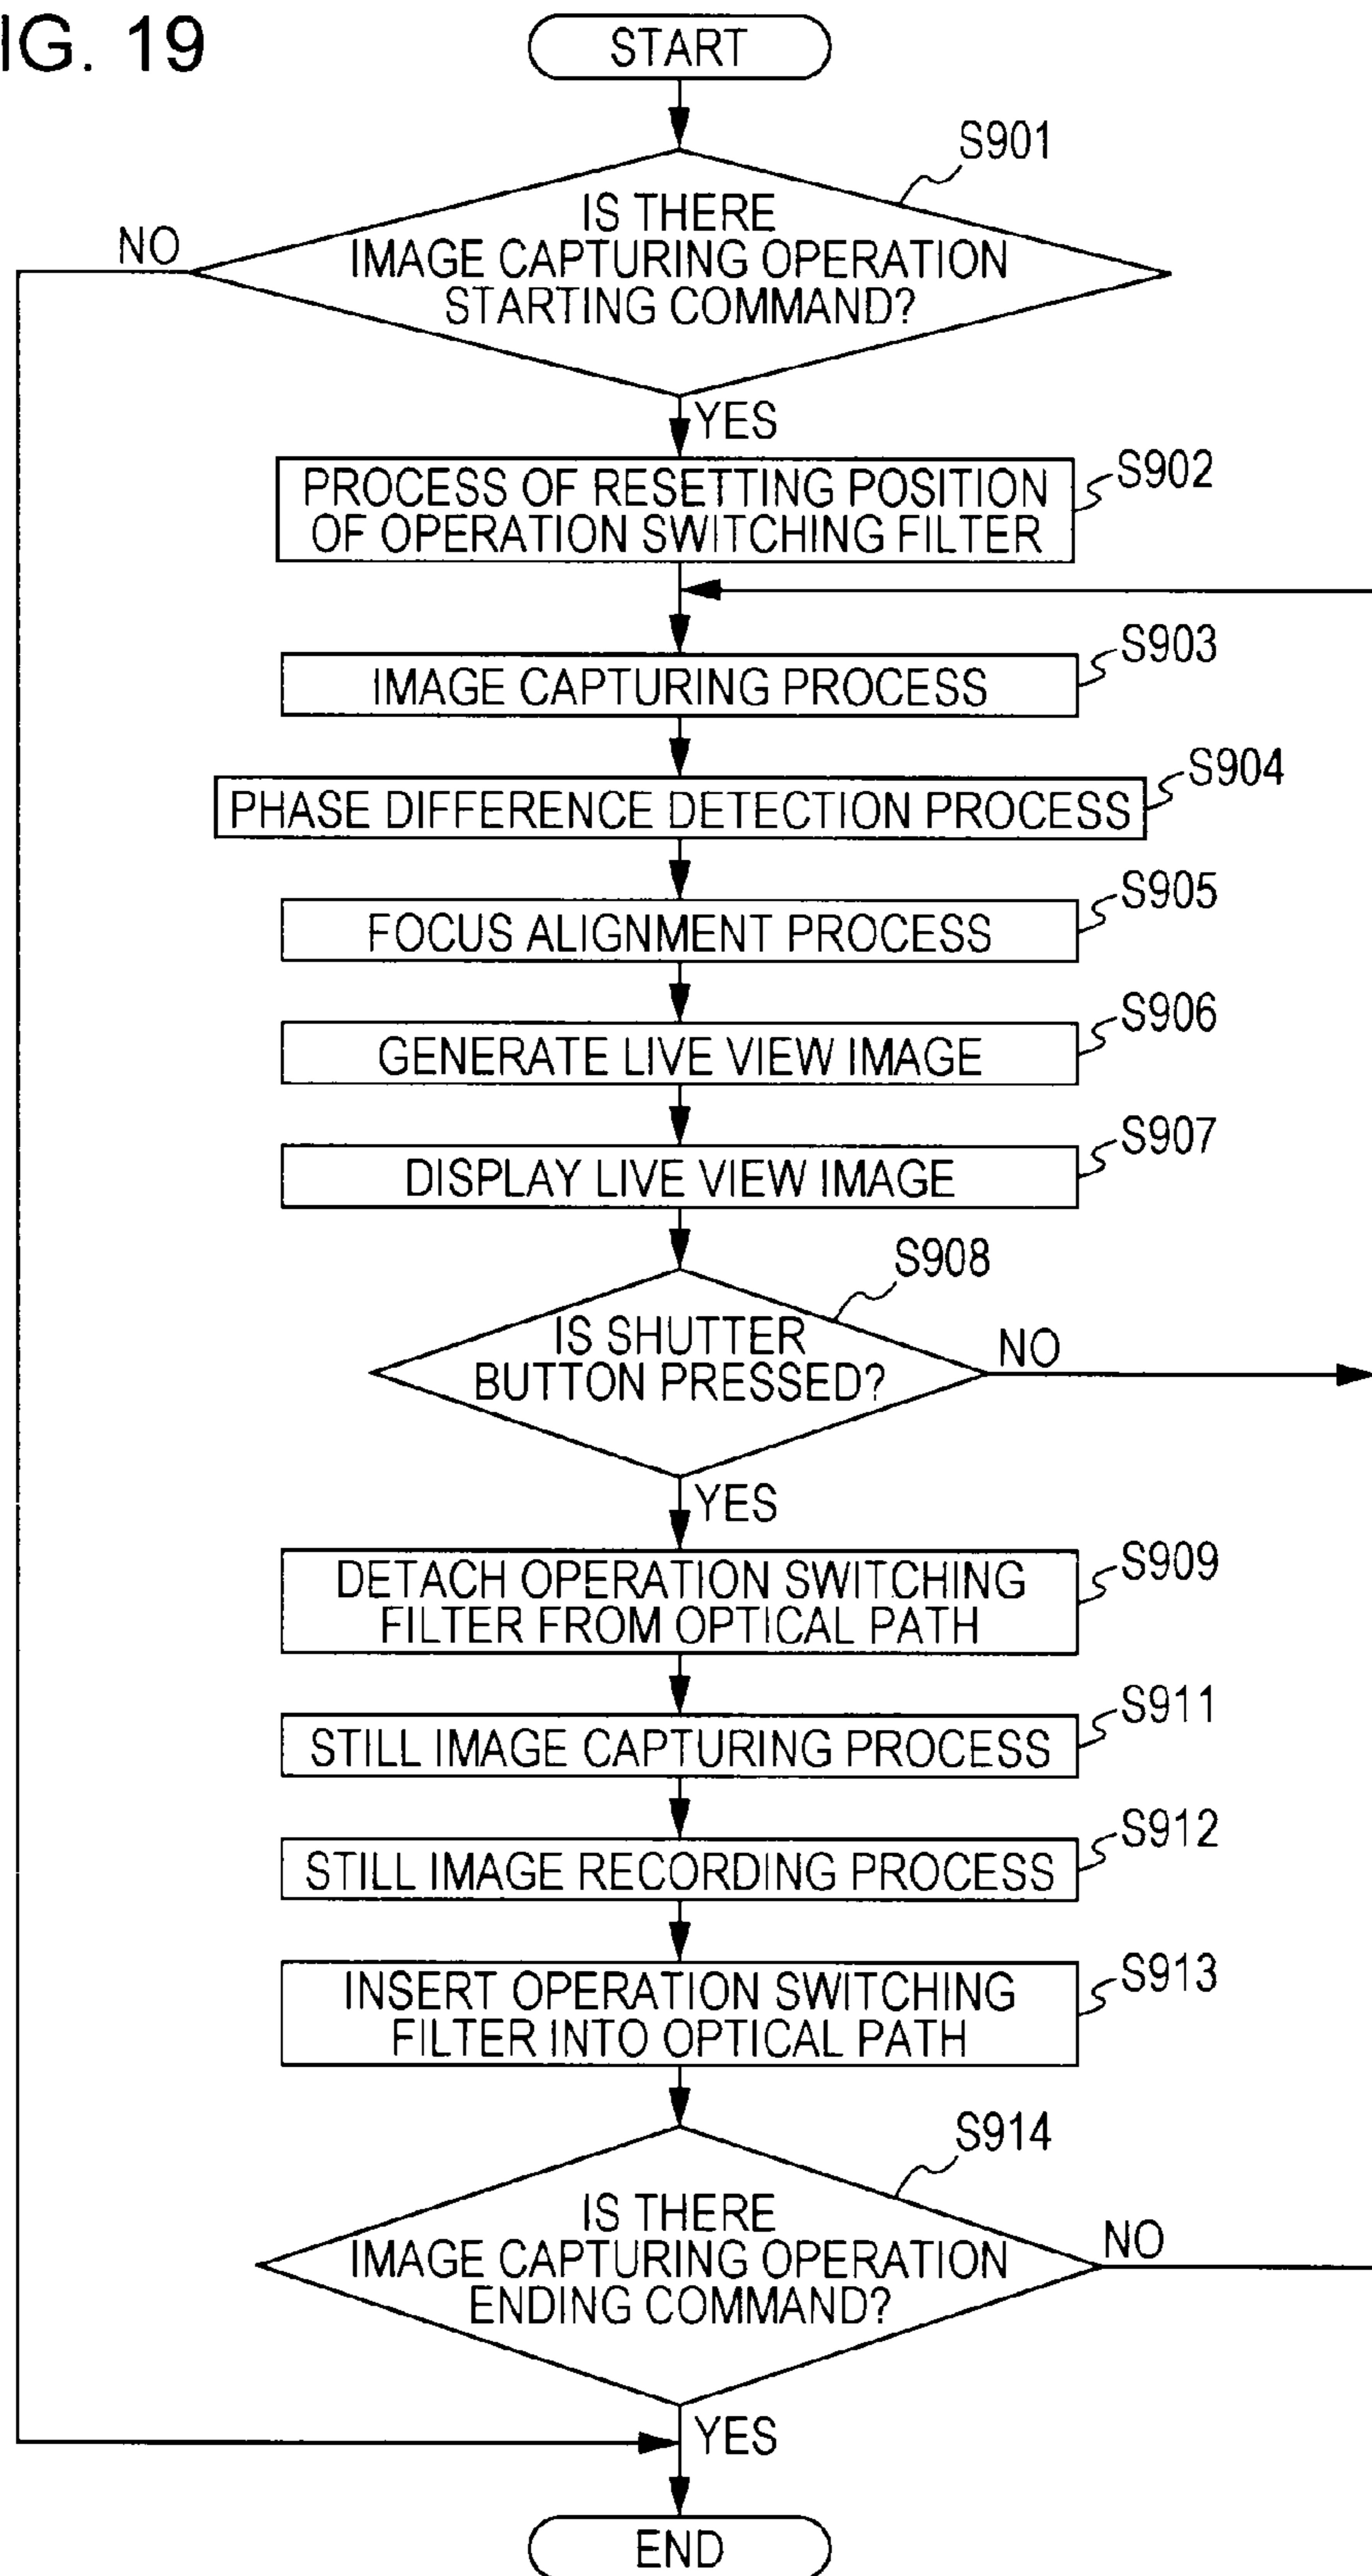 IG. 19
START
S901
IS THERE
IMAGE CAPTURING OPERATION
STARTING COMMAND?
NO
YES
S902
PROCESS OF RESETTING POSITION
OF OPERATION SWITCHING FILTER
S903
IMAGE CAPTURING PROCESS
S904
PHASE DIFFERENCE DETECTION PROCESS
S905
FOCUS ALIGNMENT PROCESS
S906
GENERATE LIVE VIEW IMAGE
S907
DISPLAY LIVE VIEW IMAGE
S908
IS SHUTTER
BUTTON PRESSED?
NO
YES
S909
DETACH OPERATION SWITCHING
FILTER FROM OPTICAL PATH
S911
STILL IMAGE CAPTURING PROCESS
S912
STILL IMAGE RECORDING PROCESS
S913
INSERT OPERATION SWITCHING
FILTER INTO OPTICAL PATH
S914
IS THERE
IMAGE CAPTURING OPERATION
ENDING COMMAND?
NO
YES
END